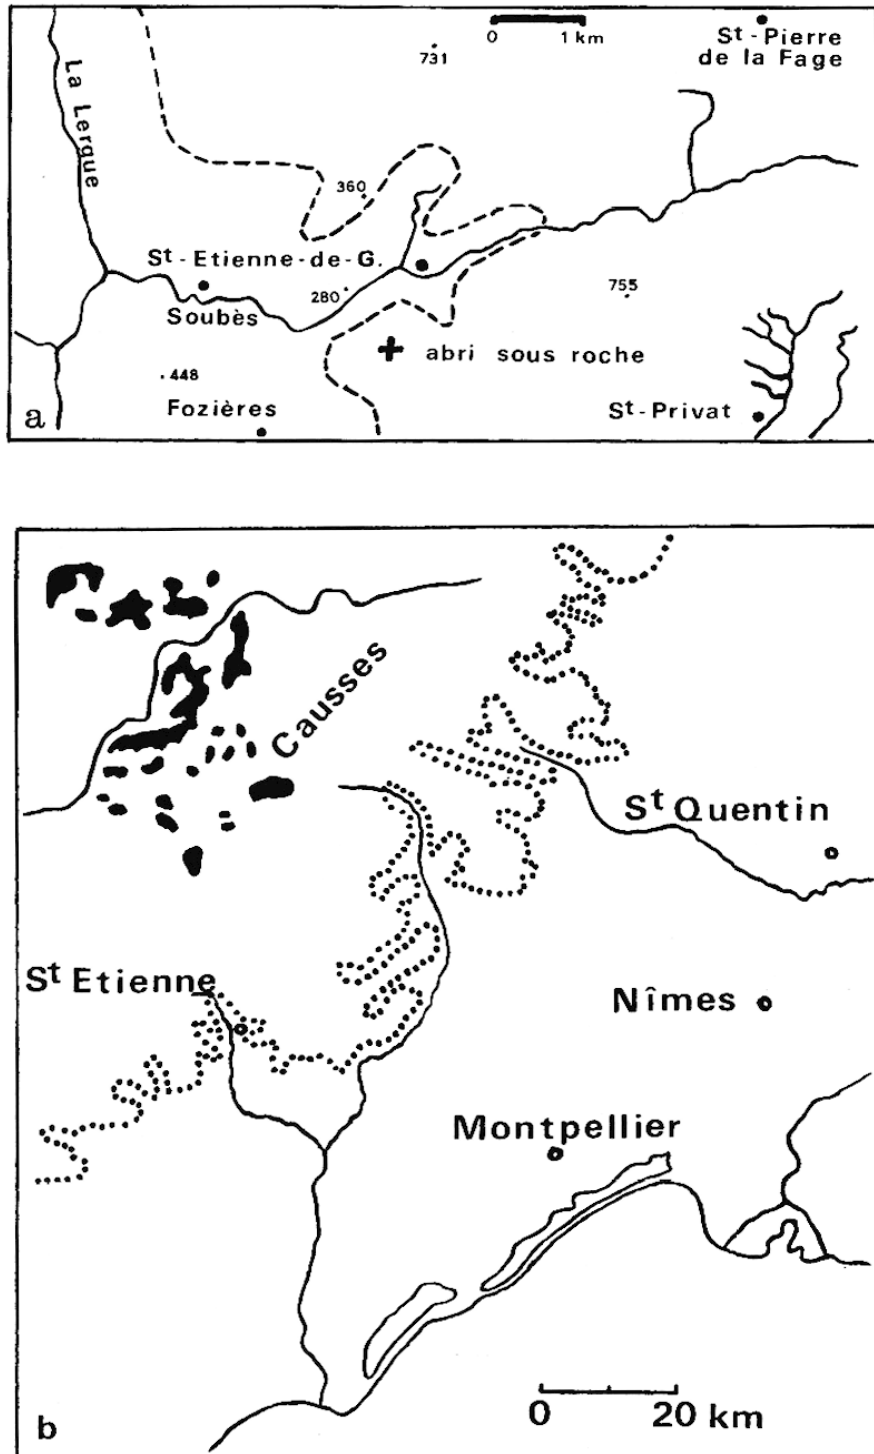 0 1 km
St-Pierre
de la Fage
731
La Lergue
360
St-Etienne-de-G.
280
755
Soubès
abri sous roche
448
Fozières
St-Privat
a
Causses
St Quentin
St Etienne
Nîmes
Montpellier
0 20 km
b